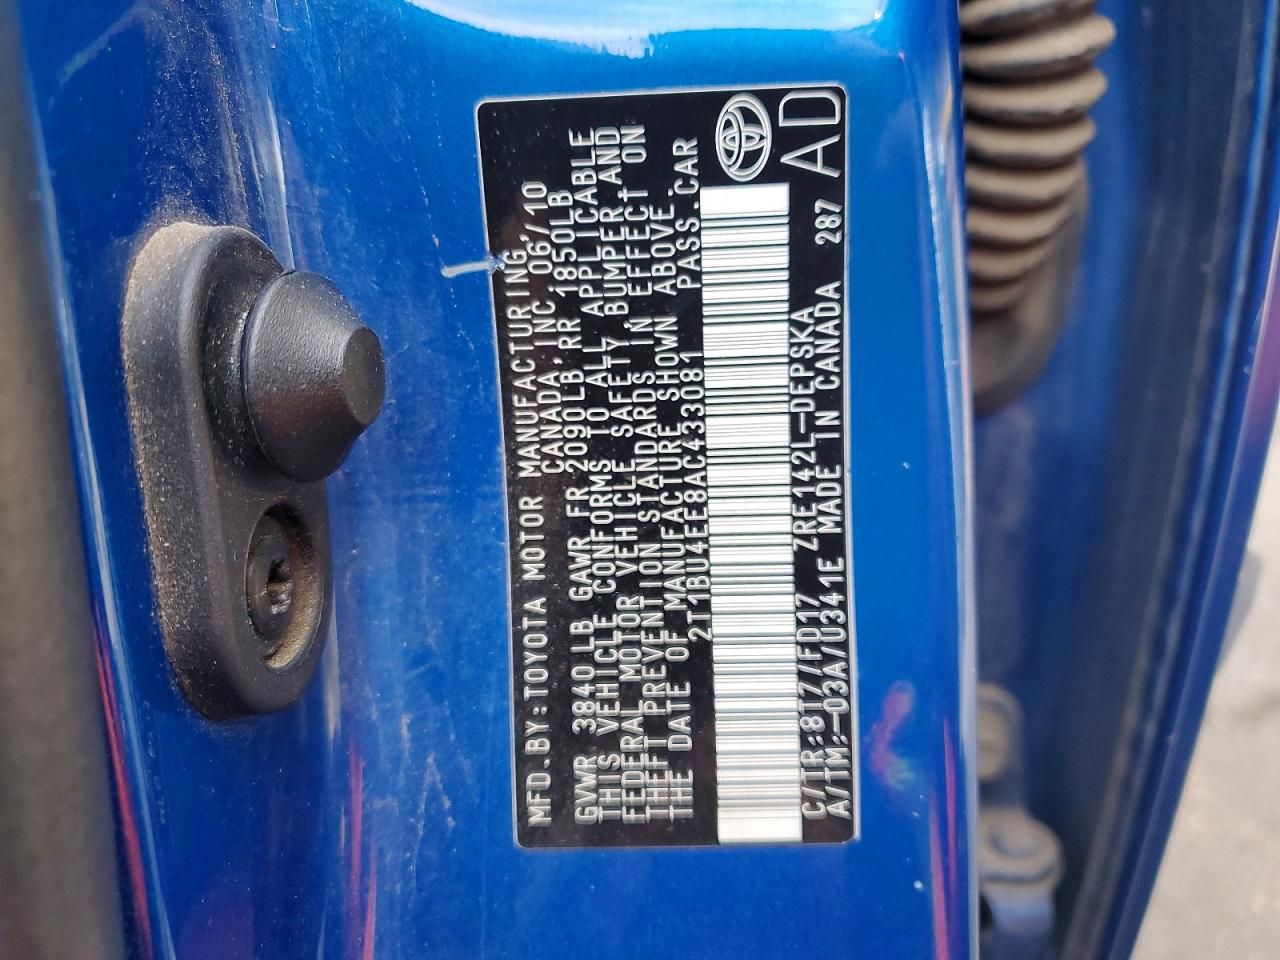 MFD.BY:TOYOTA MOTOR MANUFACTURING,
CANADA, INC. 06/10
GVWR 3840LB GAWR FR 2090LB RR 1850LB
THIS VEHICLE CONFORMS TO ALL APPLICABLE
FEDERAL MOTOR VEHICLE SAFETY, BUMPER, AND
THEFT PREVENTION STANDARDS IN EFFECT ON
THE DATE OF MANUFACTURE SHOWN ABOVE.
2T1BU4EE8AC433081 PASS.CAR
C/TR:8T7/FD17 ZRE142L-DEPSKA
A/TM:-03A/U341E MADE IN CANADA 287 AD